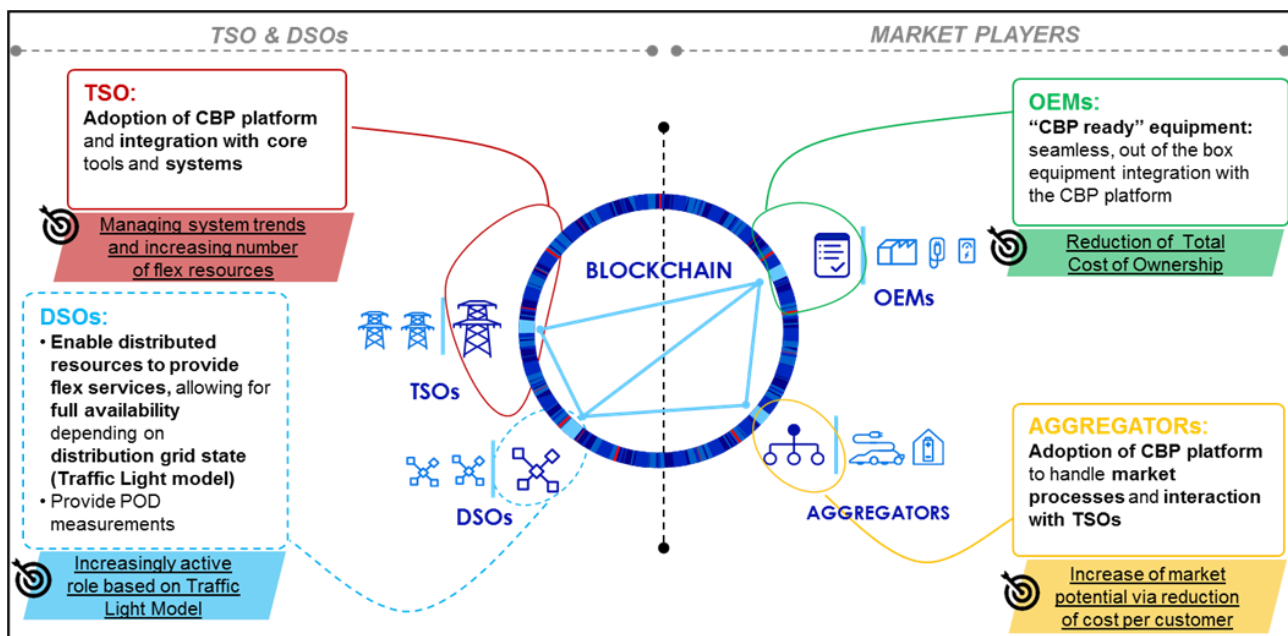 TSO & DSOs
MARKET PLAYERS
TSO:
Adoption of CBP platform
and integration with core
tools and systems
Managing system trends
and increasing number
of flex resources
DSOs:
• Enable distributed
resources to provide
flex services, allowing for
full availability
depending on
distribution grid state
(Traffic Light model)
• Provide POD
measurements
Increasingly active
role based on Traffic
Light Model
BLOCKCHAIN
TSOs
DSOs
OEMs
AGGREGATORS
OEMs:
“CBP ready” equipment:
seamless, out of the box
equipment integration with
the CBP platform
Reduction of Total
Cost of Ownership
AGGREGATORs:
Adoption of CBP platform
to handle market
processes and interaction
with TSOs
Increase of market
potential via reduction
of cost per customer